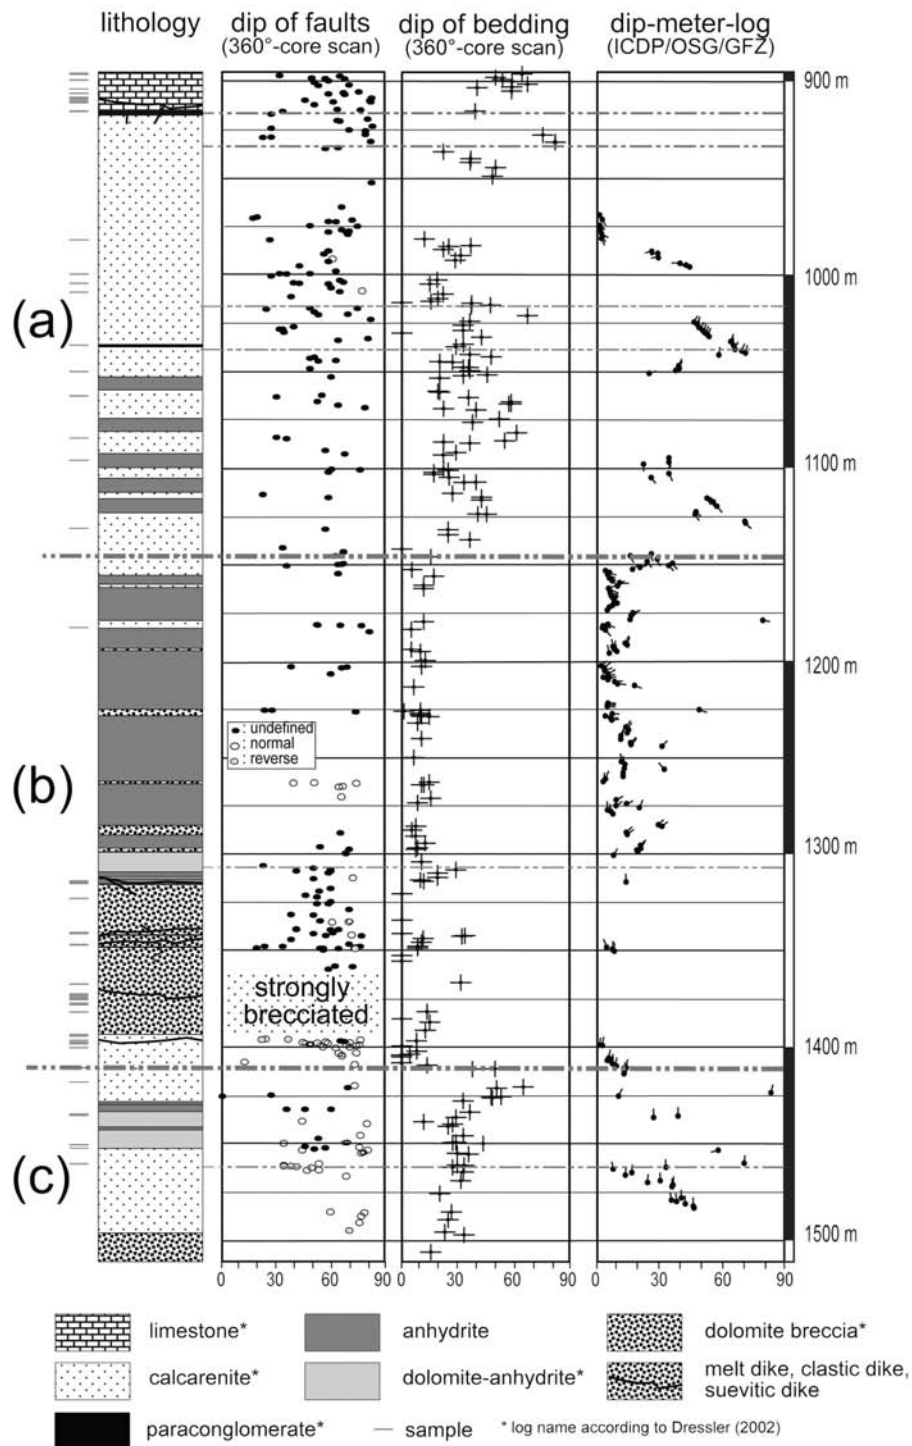 lithology
dip of faults
(360°-core scan)
dip of bedding
(360°-core scan)
dip-meter-log
(ICDP/OSG/GFZ)
900 m
1000 m
(a)
1100 m
1200 m
: undefined
: normal
: reverse
(b)
1300 m
strongly
brecciated
1400 m
(c)
1500 m
0 30 60 90 0 30 60 90 0 30 60 90
limestone*
anhydrite
dolomite breccia*
calcarenite*
dolomite-anhydrite*
melt dike, clastic dike,
suevitic dike
paraconglomerate*
sample
* log name according to Dressler (2002)